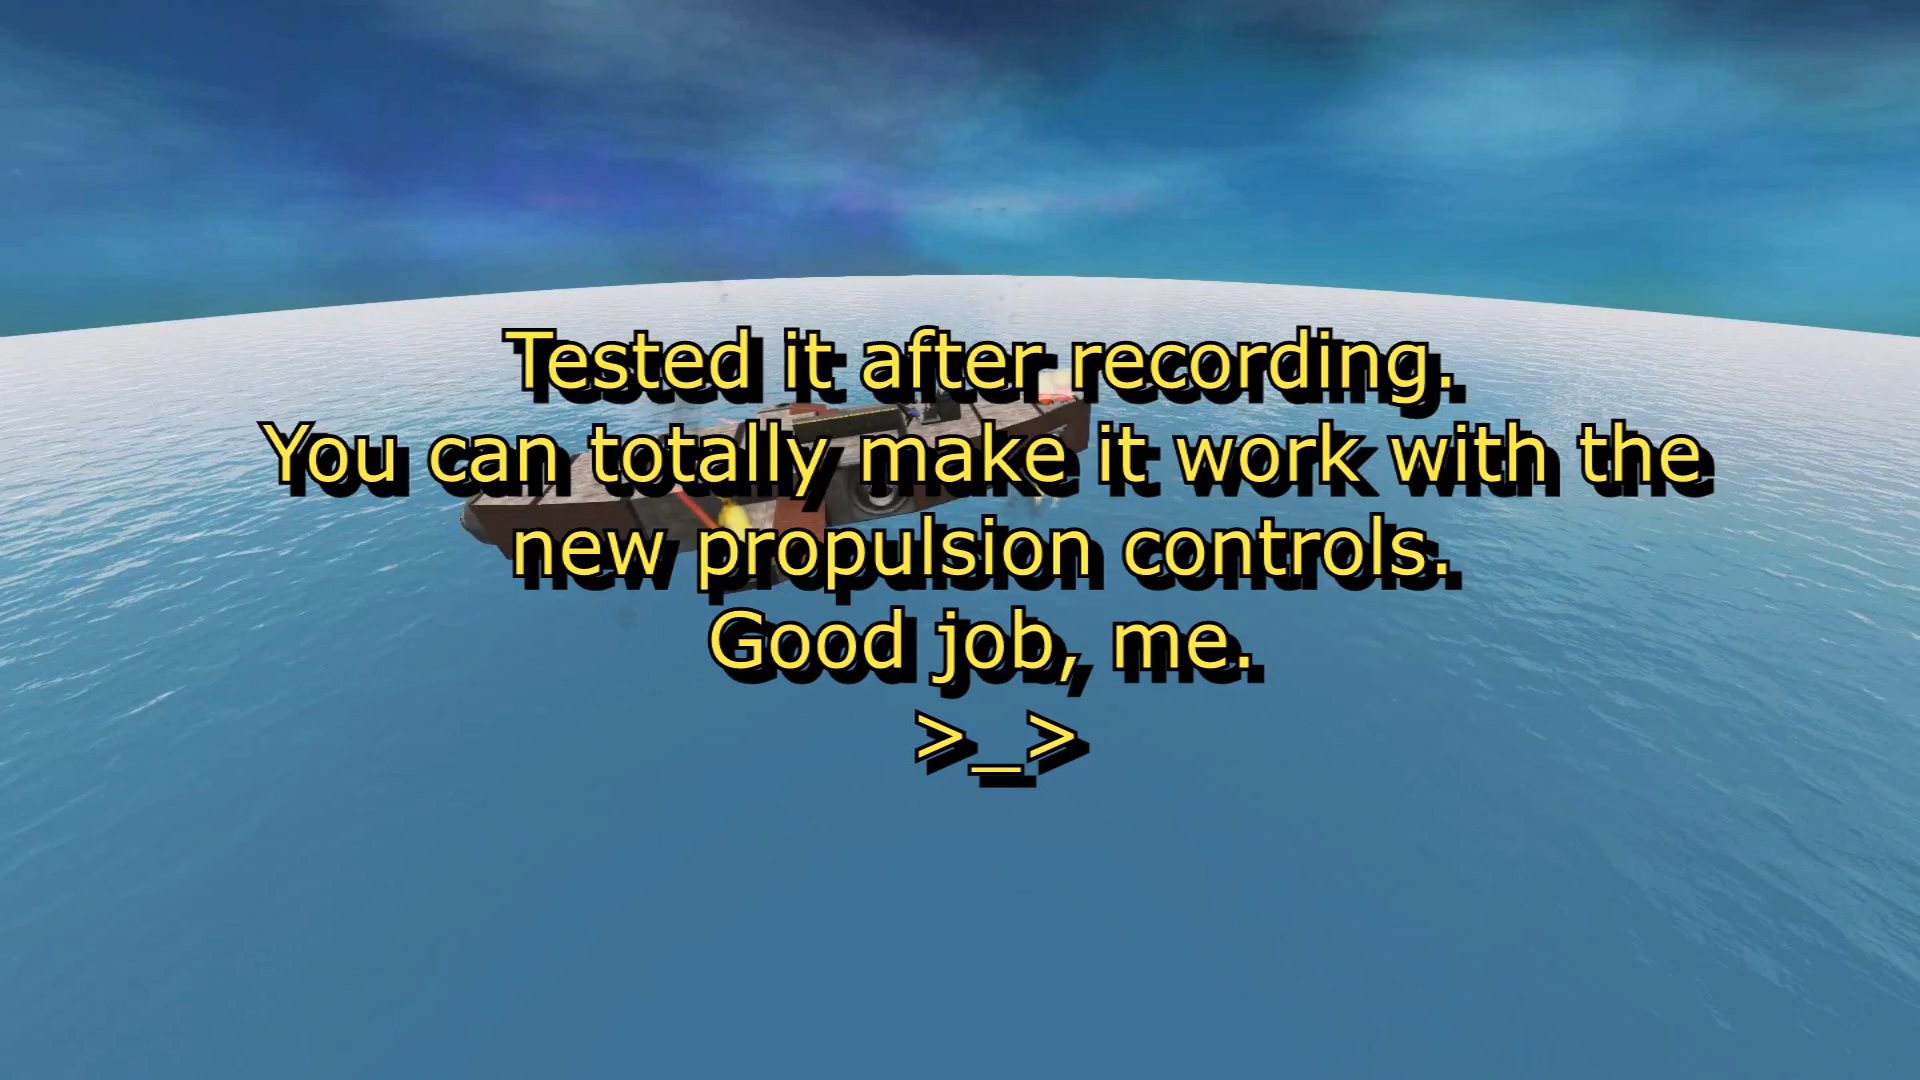 Tested it after recording.
You can totally make it work with the
new propulsion controls.
Good job, me.
>_>